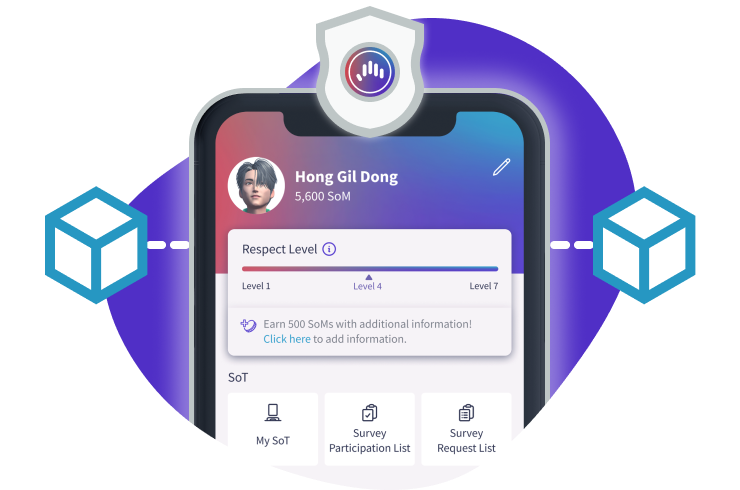 Hong Gil Dong
5,600 SoM
Respect Level
Level 1 Level 4 Level 7
Earn 500 SoMs with additional information!
Click here to add information.
SoT
My SoT
Survey
Participation List
Survey
Request List